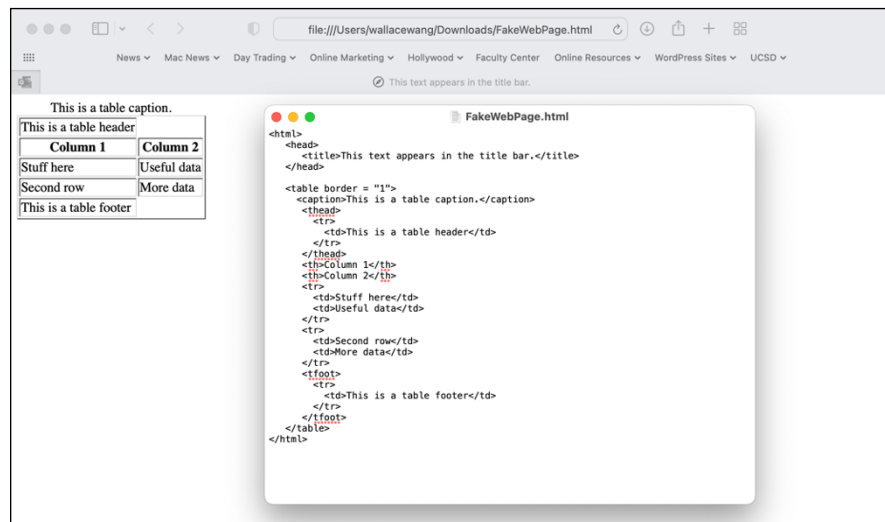 file:///Users/wallacewang/Downloads/FakeWebPage.html
News Mac News Day Trading Online Marketing Hollywood Faculty Center Online Resources WordPress Sites UCSD
This text appears in the title bar.
This is a table caption.
This is a table header
Column 1 Column 2
Stuff here Useful data
Second row More data
This is a table footer
FakeWebPage.html
<html>
<head>
<title>This text appears in the title bar.</title>
</head>
<table border = "1">
<caption>This is a table caption.</caption>
<thead>
<tr>
<td>This is a table header</td>
</tr>
</thead>
<th>Column 1</th>
<th>Column 2</th>
<tr>
<td>Stuff here</td>
<td>Useful data</td>
</tr>
<tr>
<td>Second row</td>
<td>More data</td>
</tr>
<tfoot>
<tr>
<td>This is a table footer</td>
</tr>
</tfoot>
</table>
</html>